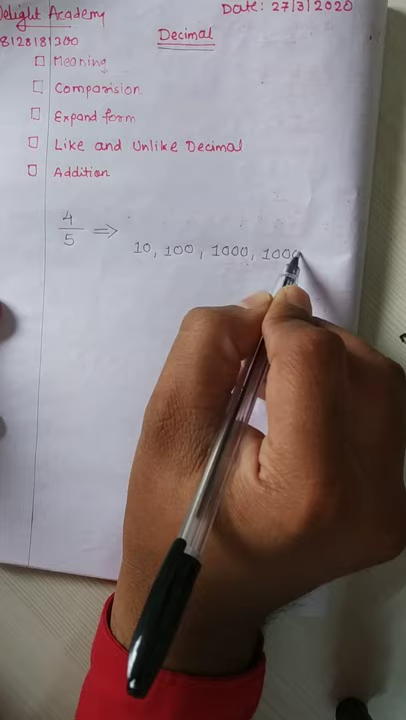 Delight Academy
Date: 27/3/2020
8128181300
Decimal
Meaning
Comparision
Expand form
Like and Unlike Decimal
Addition
4
5 ⇒
10, 100, 1000, 1000